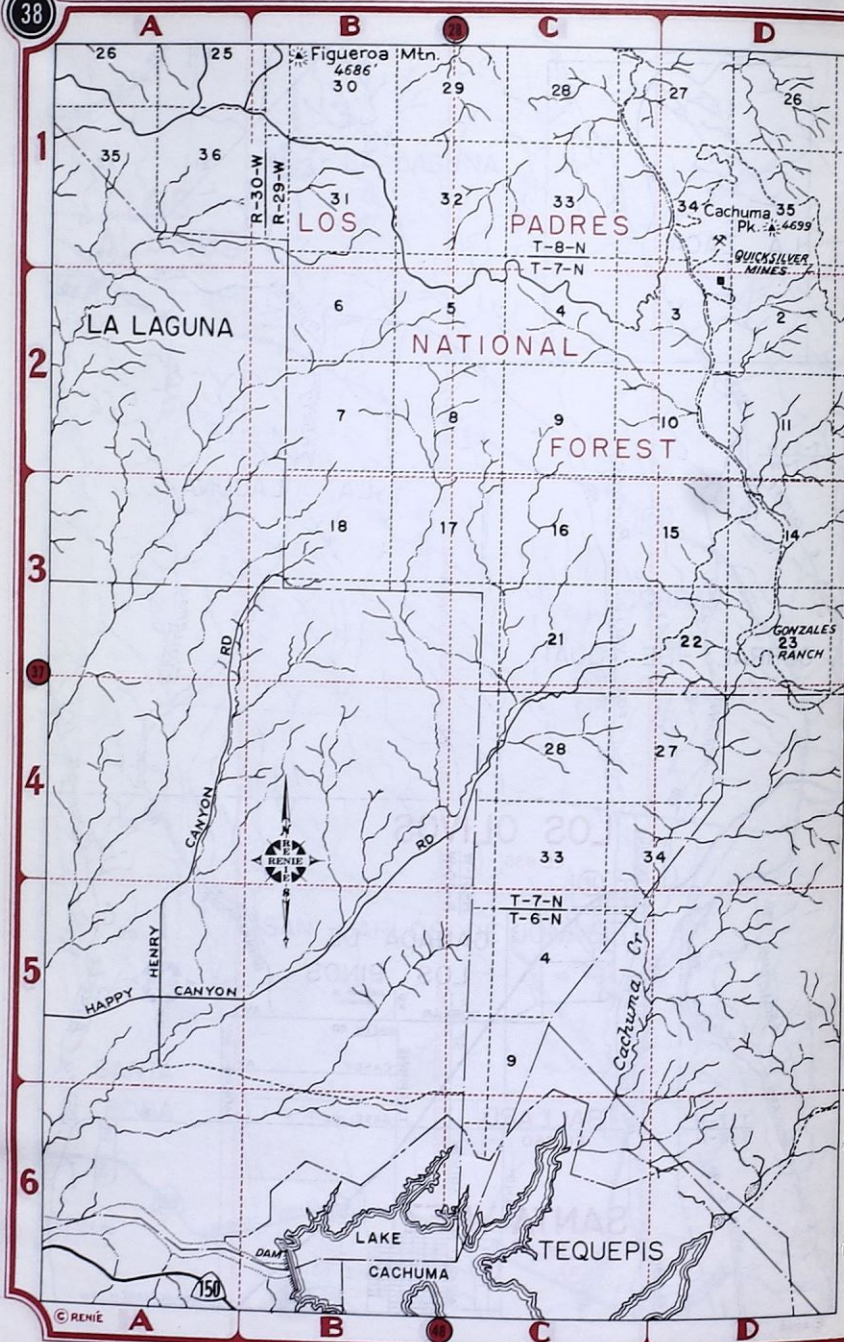 38
A B 28 C D
26 25 Figueroa Mtn. 4686' 30 29 28 27 26
1
35 36 R-30-W R-29-W 31 32 33 34 Cachuma Pk. 35 4699
LOS PADRES
T-8-N
T-7-N
QUICKSILVER
MINES
6 5 4 3 2
LA LAGUNA
NATIONAL
2
7 8 9 10 11
FOREST
18 17 16 15 14
3
RD
21 22 23
GONZALES
RANCH
37
28 27
4
CANYON
N
RENIE
RENIE
S
RD
33 34
T-7-N
T-6-N
HENRY
4
5
HAPPY CANYON
Cachuma Cr
9
6
DAM
LAKE
CACHUMA
TEQUEPIS
150
© RENIE
A B 48 C D